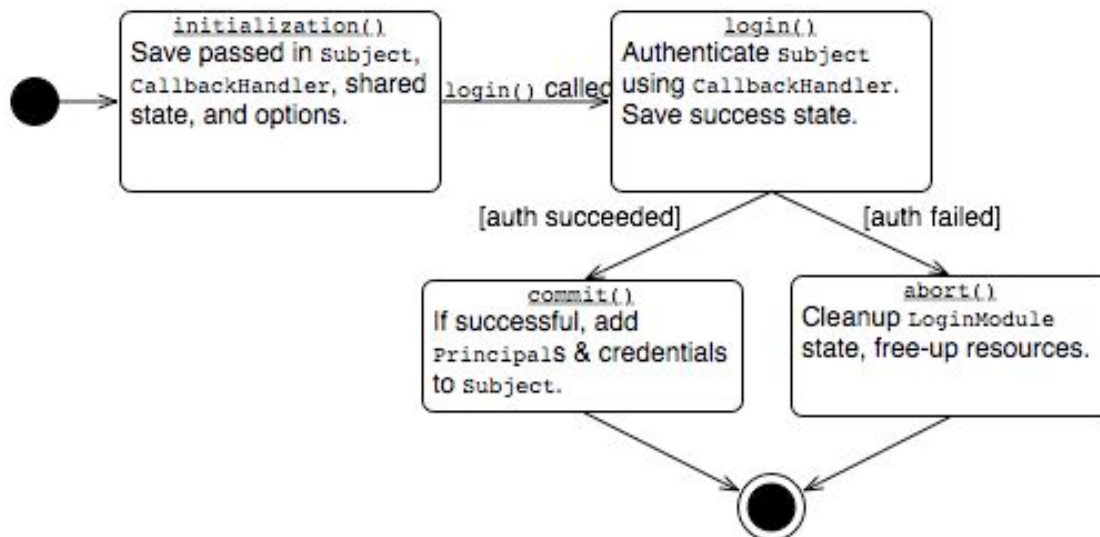 initialization()
Save passed in Subject,
CallbackHandler, shared
state, and options.
login() called
login()
Authenticate Subject
using CallbackHandler.
Save success state.
[auth succeeded]
[auth failed]
commit()
If successful, add
Principals & credentials
to Subject.
abort()
Cleanup LoginModule
state, free-up resources.